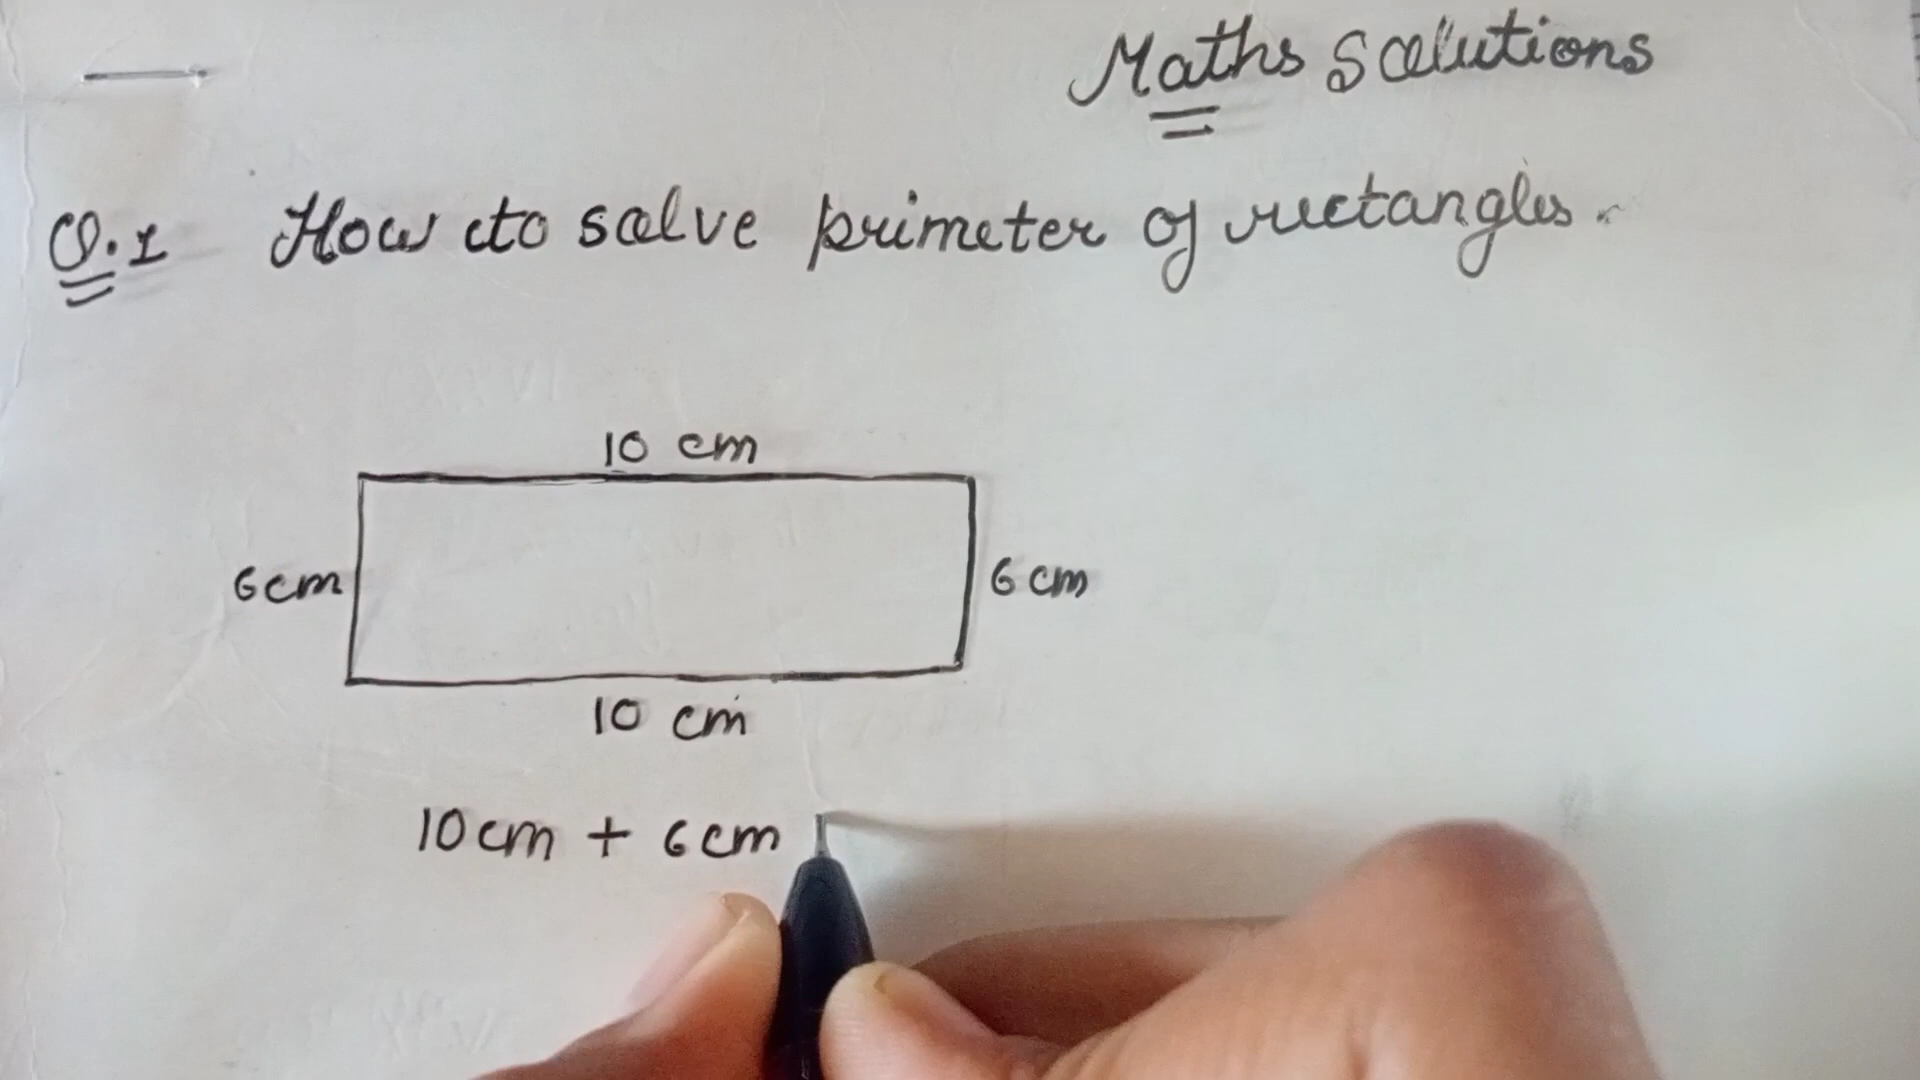 Maths Solutions
Q.1 How to solve primeter of rectangles.
10 cm
6cm
6 cm
10 cm
10cm + 6cm